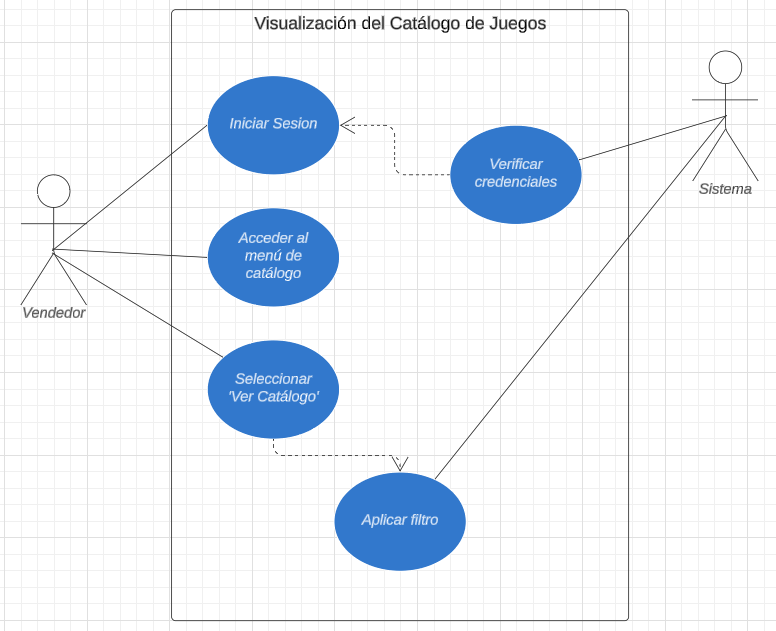 Visualización del Catálogo de Juegos
Iniciar Sesion
Verificar
credenciales
Sistema
Acceder al
menú de
catálogo
Vendedor
Seleccionar
'Ver Catálogo'
Aplicar filtro